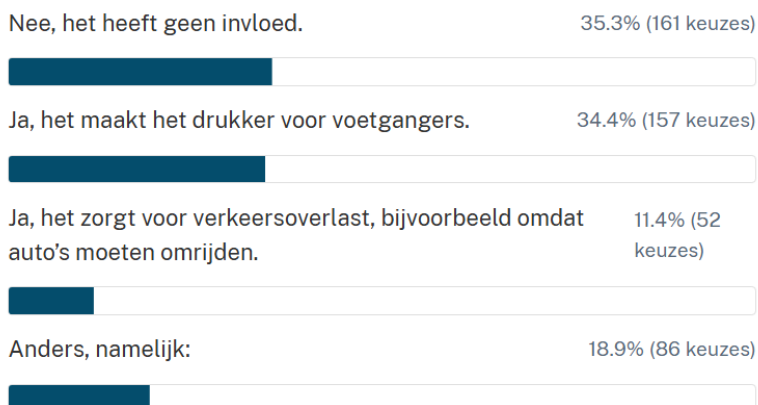 Nee, het heeft geen invloed. 35.3% (161 keuzes)
Ja, het maakt het drukker voor voetgangers. 34.4% (157 keuzes)
Ja, het zorgt voor verkeersoverlast, bijvoorbeeld omdat
auto’s moeten omrijden.
11.4% (52
keuzes)
Anders, namelijk: 18.9% (86 keuzes)